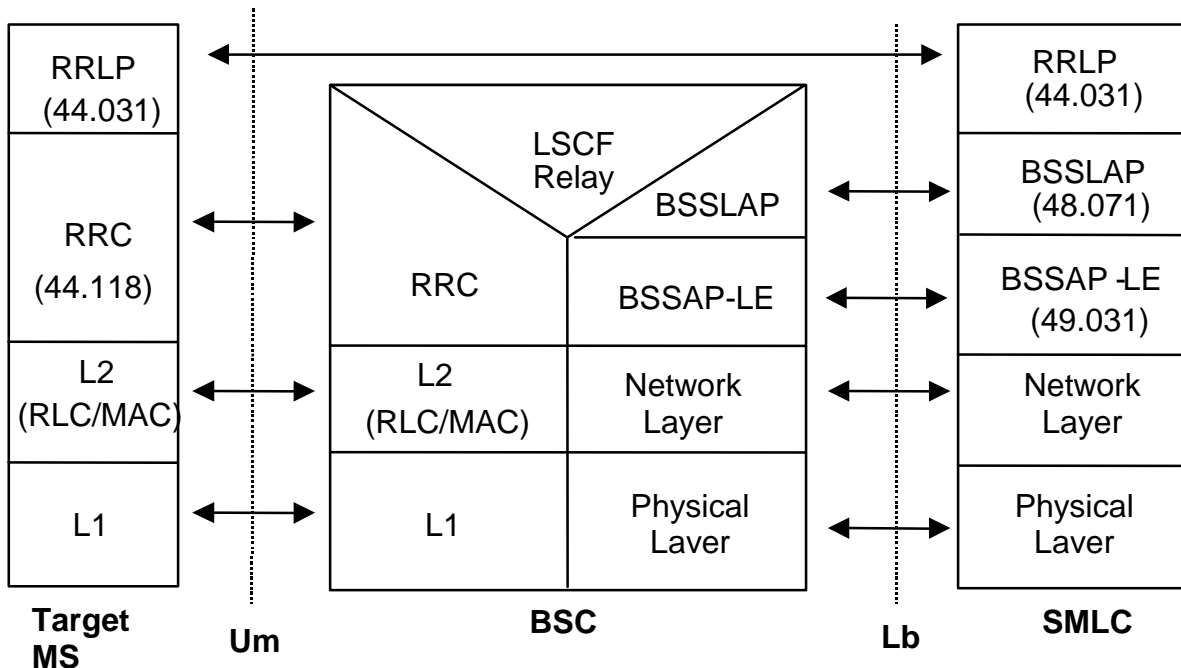 RRLP
(44.031)
RRC
(44.118)
L2
(RLC/MAC)
L1
Target
MS
Um
LSCF
Relay
BSSLAP
RRC
BSSAP-LE
L2
(RLC/MAC)
Network
Layer
L1
Physical
Laver
BSC
Lb
RRLP
(44.031)
BSSLAP
(48.071)
BSSAP -LE
(49.031)
Network
Layer
Physical
Laver
SMLC